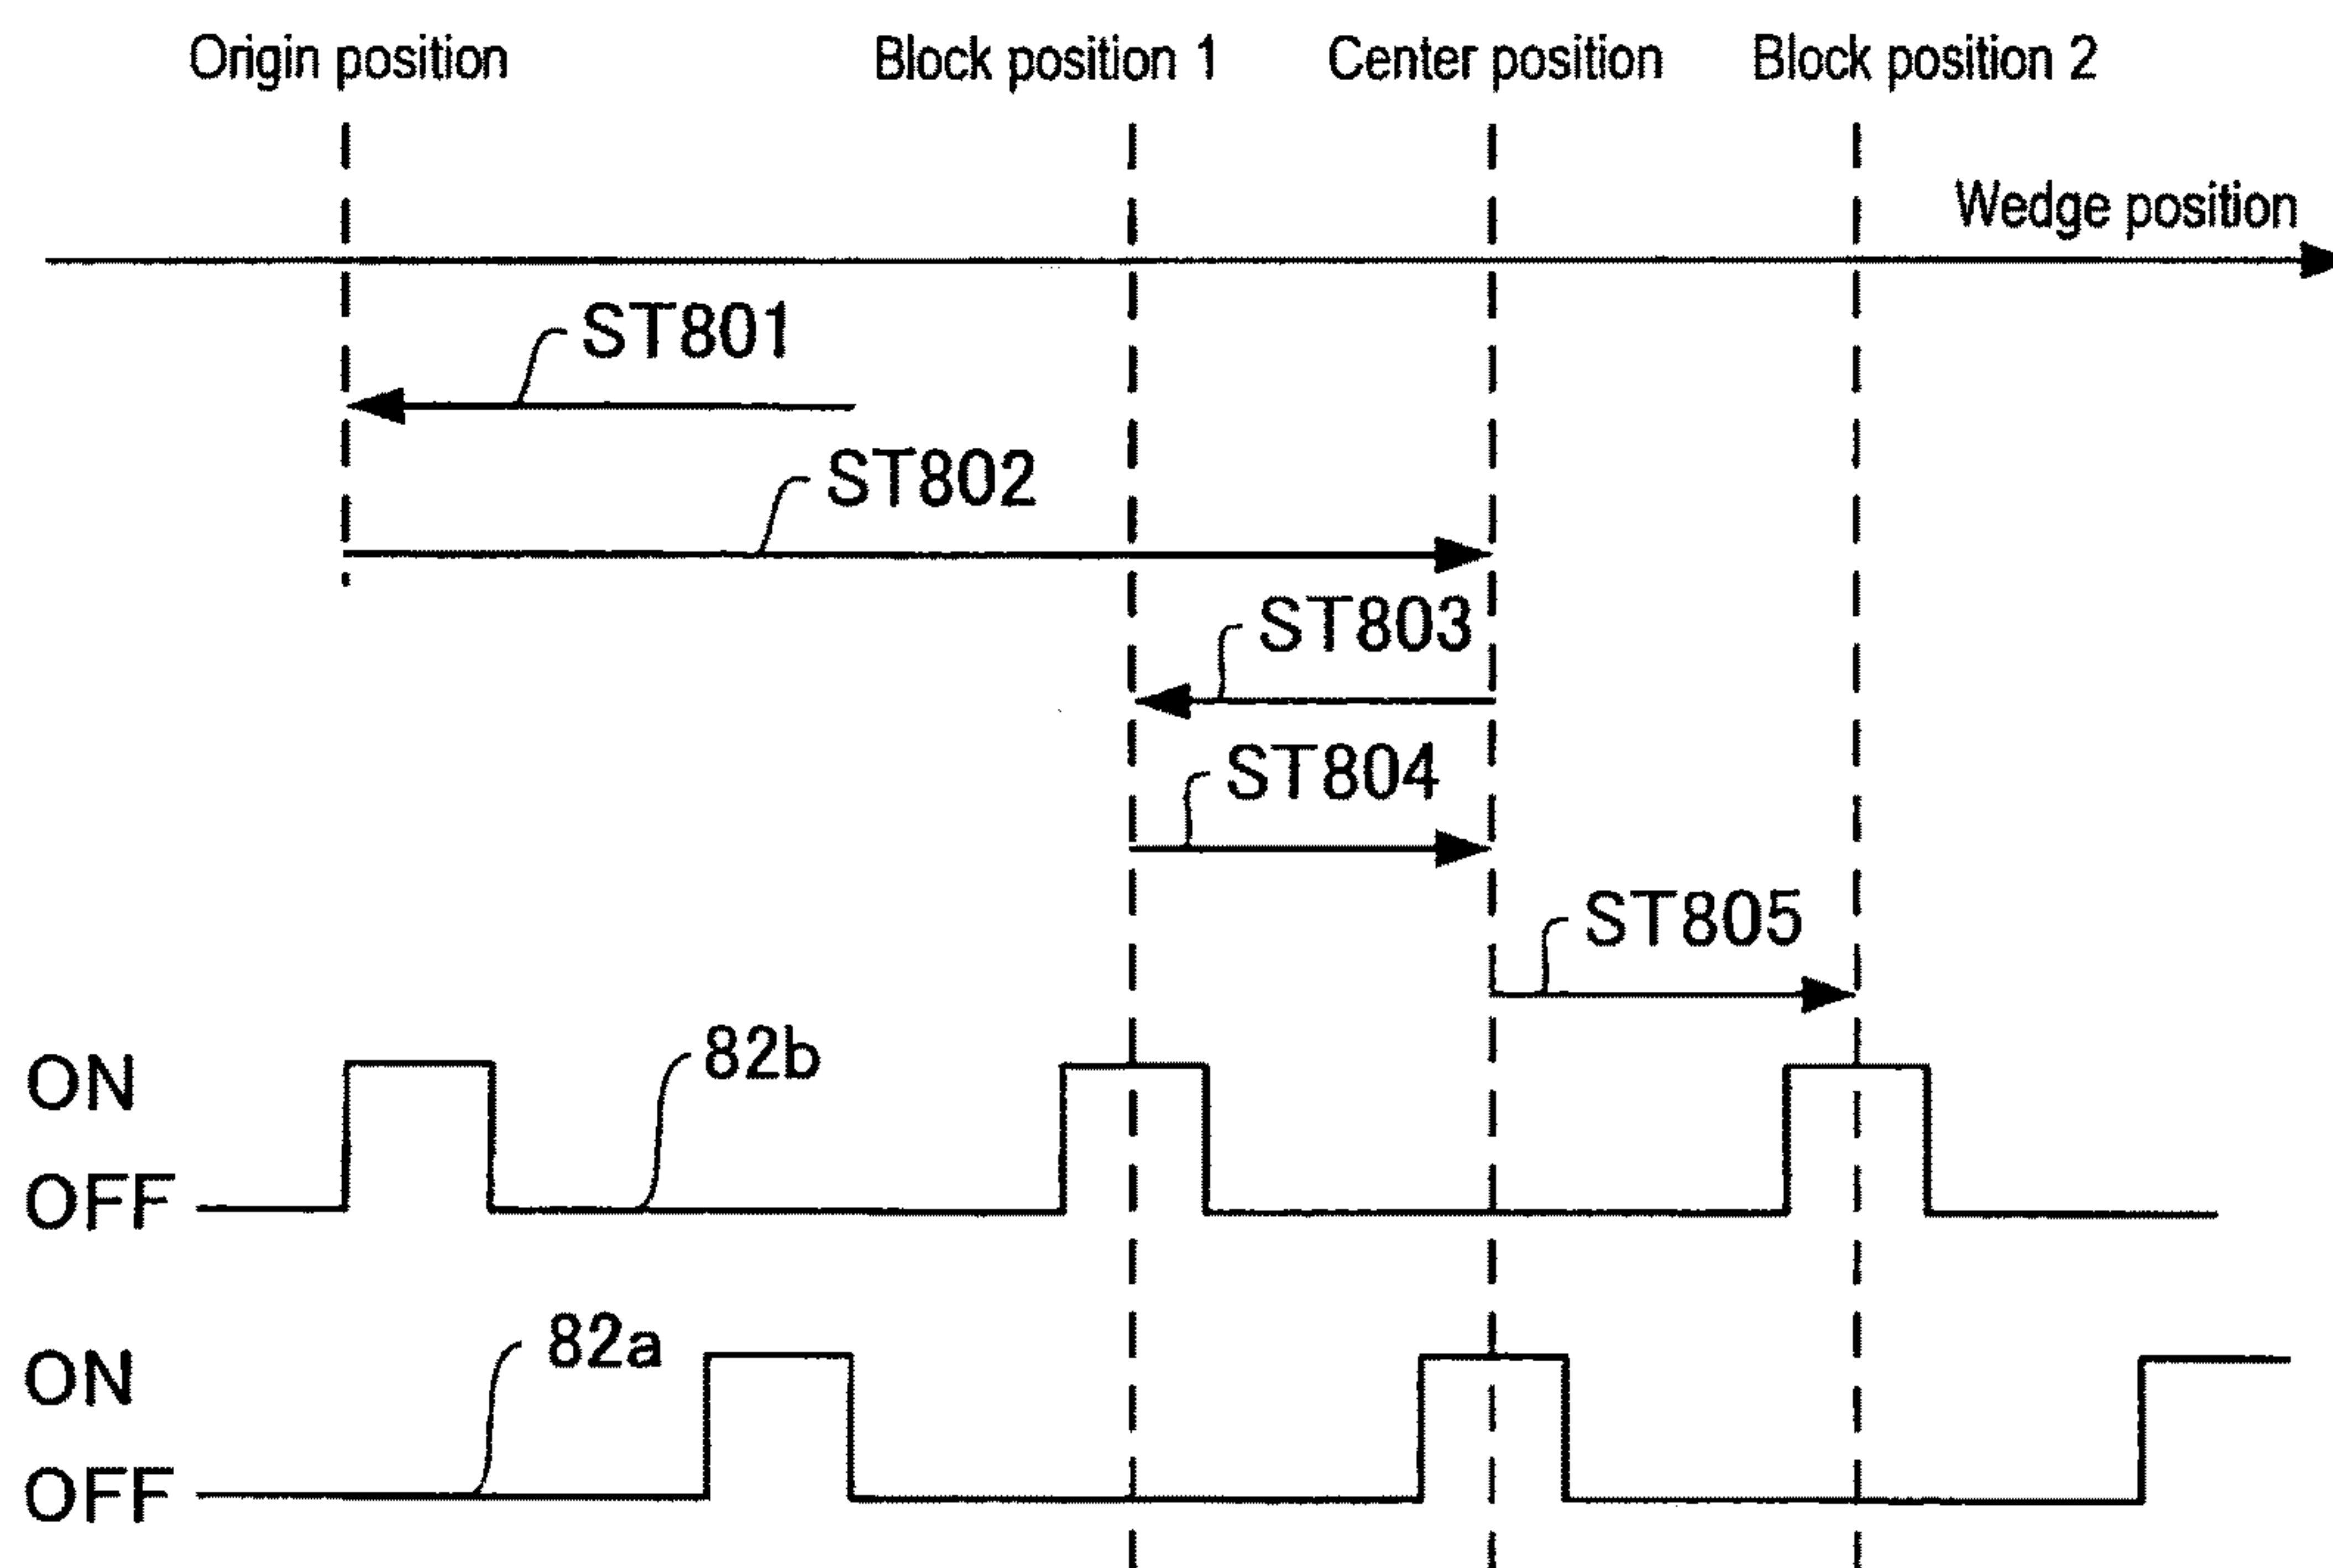 Origin position
Block position 1
Center position
Block position 2
Wedge position
ST801
ST802
ST803
ST804
ST805
82b
ON
OFF
82a
ON
OFF